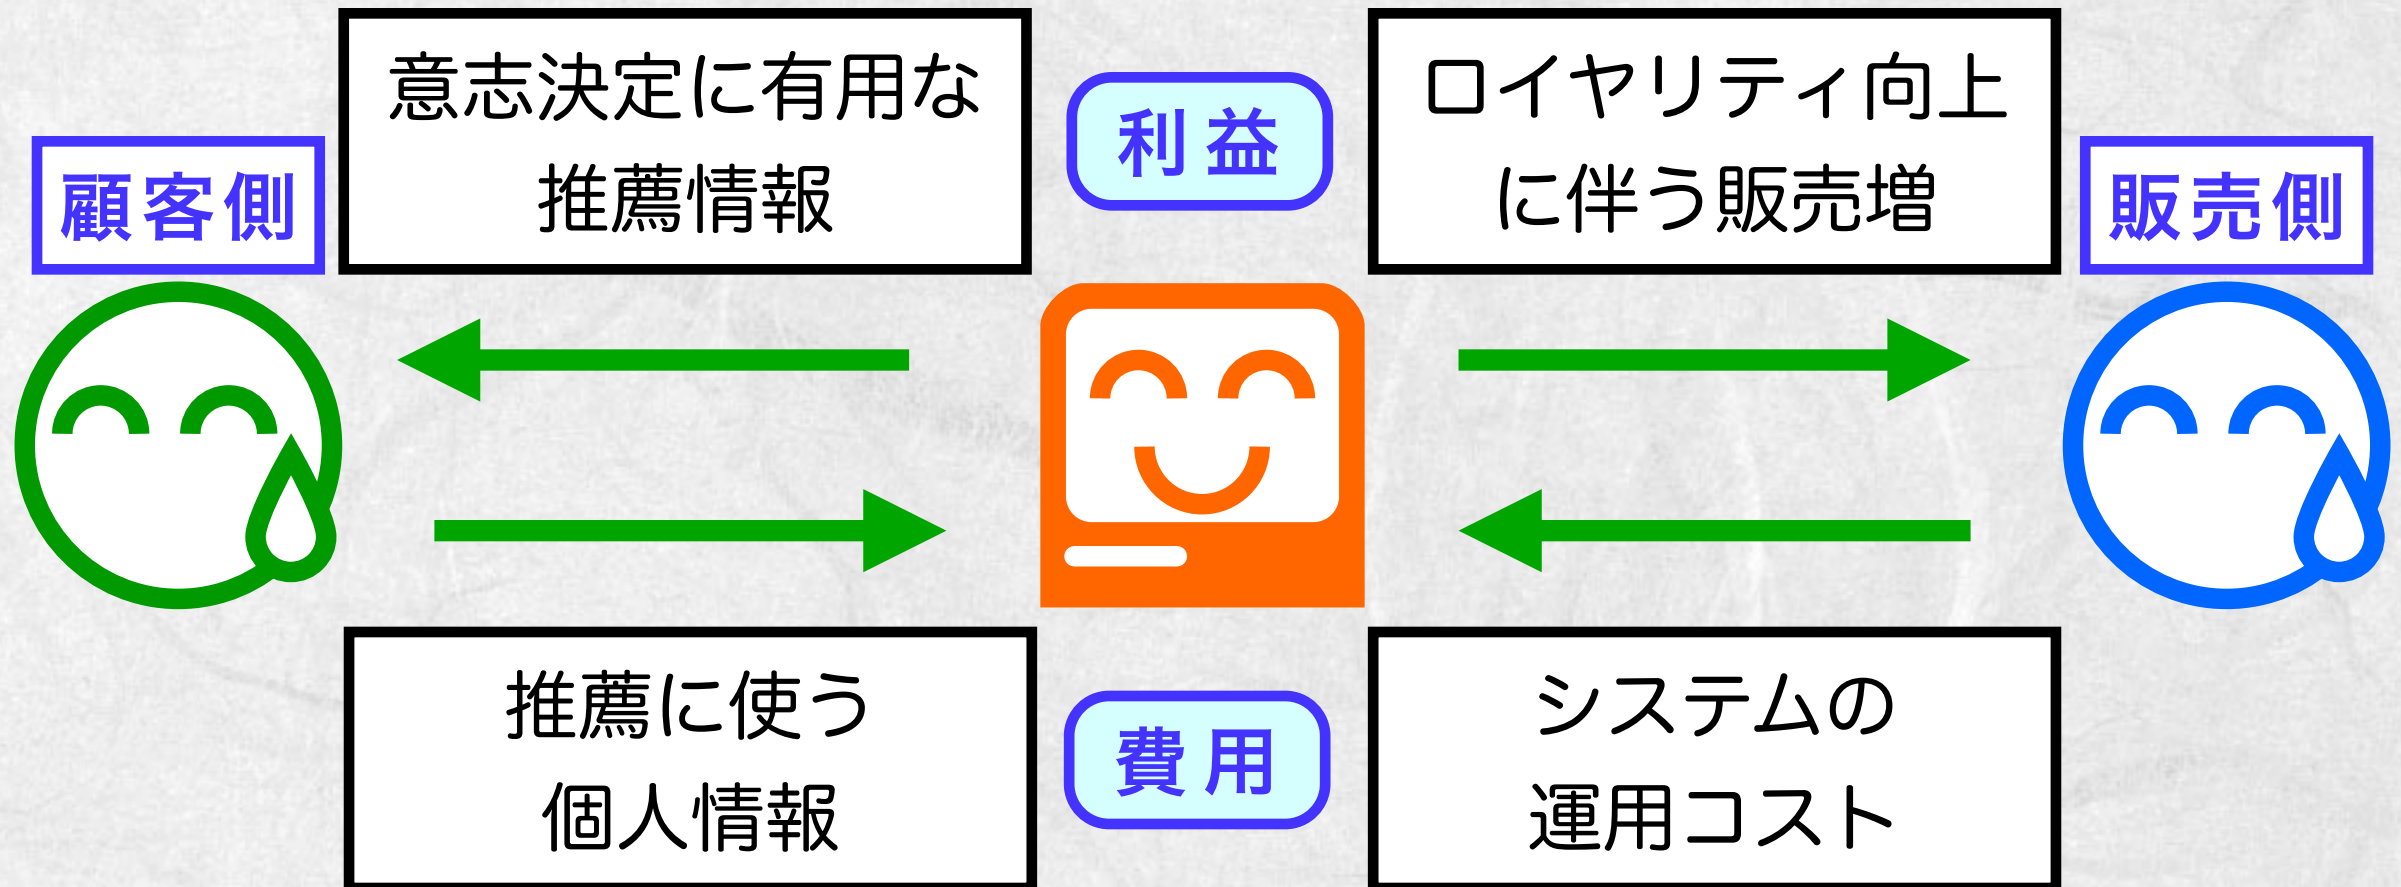 意志決定に有用な
推薦情報
利益
ロイヤリティ向上
に伴う販売増
顧客側
販売側
推薦に使う
個人情報
費用
システムの
運用コスト